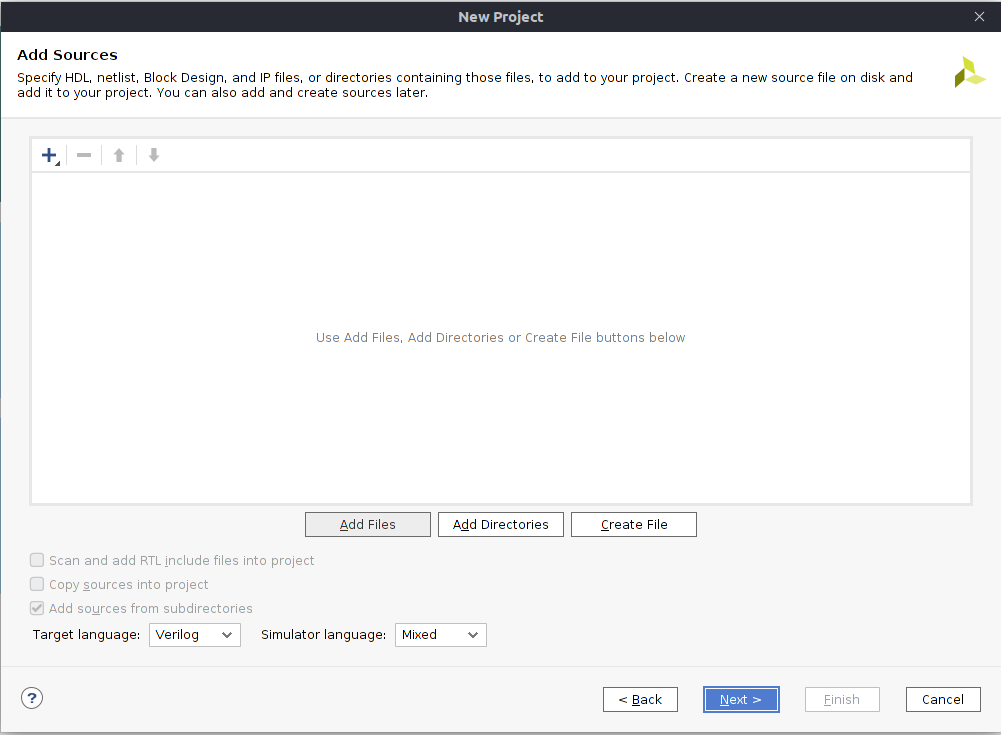 New Project
Add Sources
Specify HDL, netlist, Block Design, and IP files, or directories containing those files, to add to your project. Create a new source file on disk and
add it to your project. You can also add and create sources later.
Use Add Files, Add Directories or Create File buttons below
Add Files Add Directories Create File
Scan and add RTL include files into project
Copy sources into project
Add sources from subdirectories
Target language: Verilog Simulator language: Mixed
? < Back Next > Finish Cancel